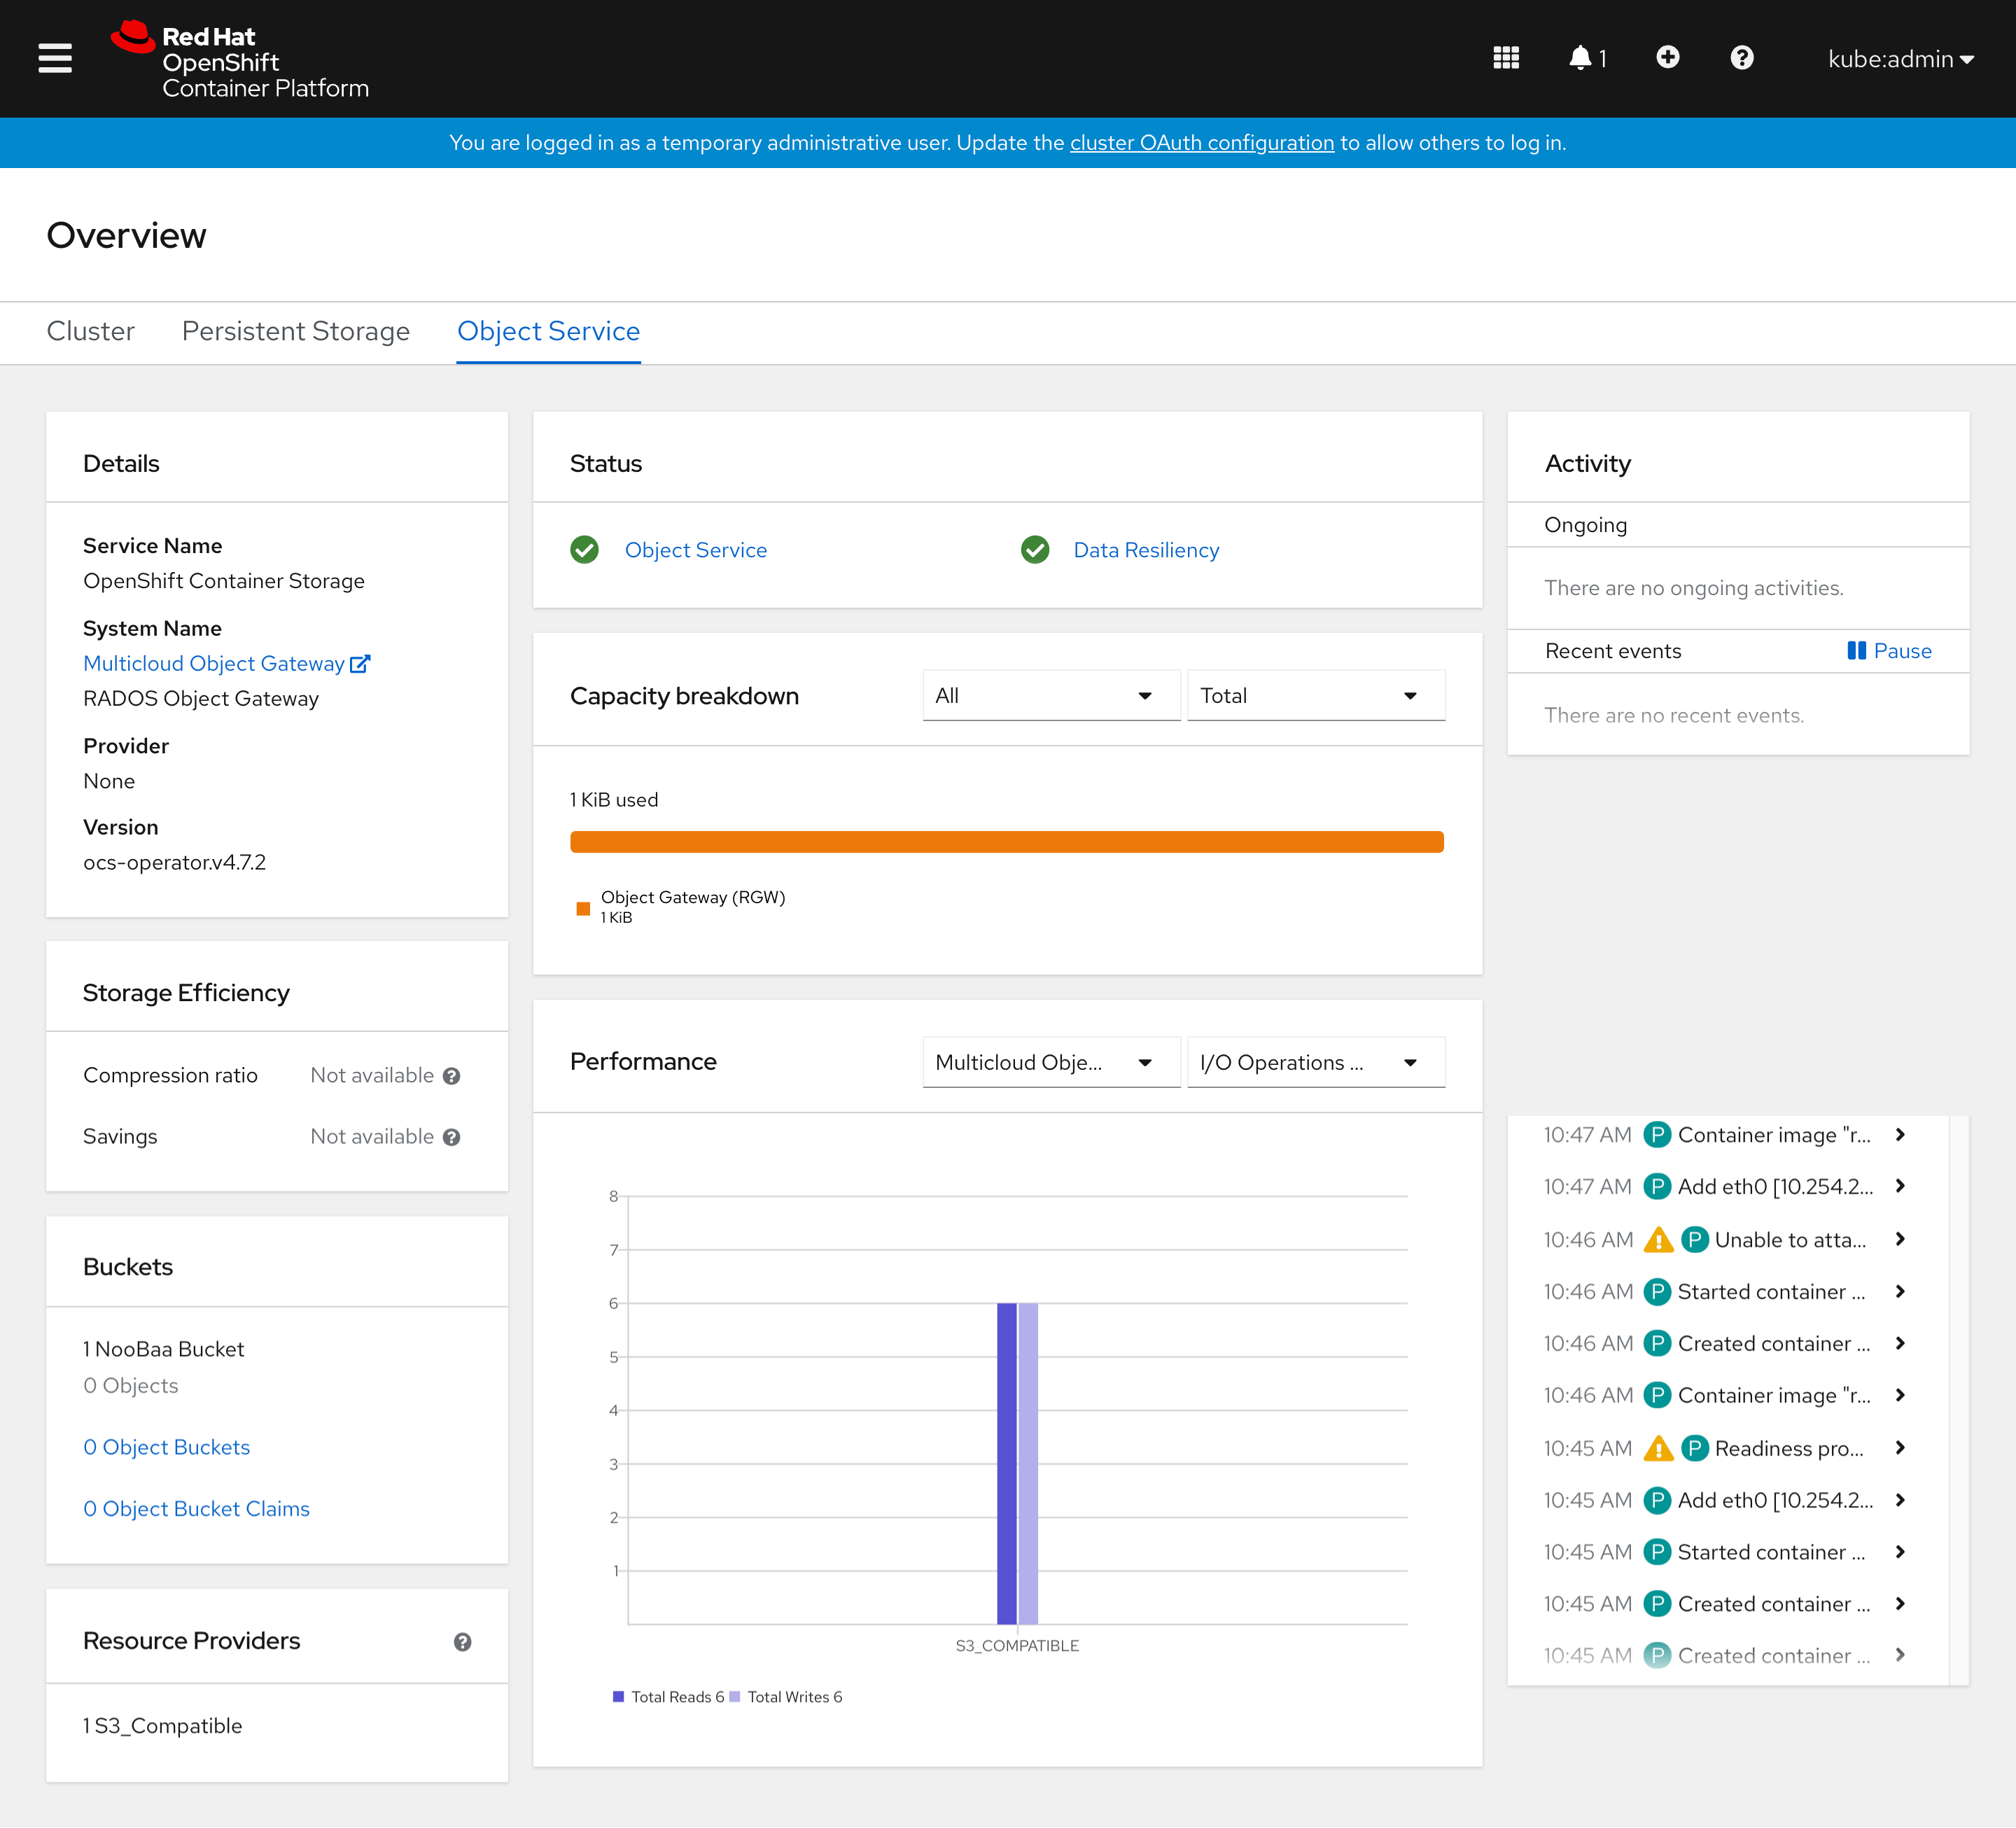 Red Hat
OpenShift
Container Platform
1
kube:admin
You are logged in as a temporary administrative user. Update the cluster OAuth configuration to allow others to log in.
Overview
Cluster
Persistent Storage
Object Service
Details
Service Name
OpenShift Container Storage
System Name
Multicloud Object Gateway
RADOS Object Gateway
Provider
None
Version
ocs-operator.v4.7.2
Storage Efficiency
Compression ratio Not available
Savings Not available
Buckets
1 NooBaa Bucket
0 Objects
0 Object Buckets
0 Object Bucket Claims
Resource Providers
1 S3_Compatible
Status
Object Service
Data Resiliency
Capacity breakdown
All
Total
1 KiB used
Object Gateway (RGW)
1 KiB
Performance
Multicloud Obje...
I/O Operations ...
8
7
6
5
4
3
2
1
S3_COMPATIBLE
Total Reads 6 Total Writes 6
Activity
Ongoing
There are no ongoing activities.
Recent events Pause
There are no recent events.
10:47 AM P Container image "r...
10:47 AM P Add eth0 [10.254.2...
10:46 AM P Unable to atta...
10:46 AM P Started container ...
10:46 AM P Created container ...
10:46 AM P Container image "r...
10:45 AM P Readiness pro...
10:45 AM P Add eth0 [10.254.2...
10:45 AM P Started container ...
10:45 AM P Created container ...
10:45 AM P Created container ...